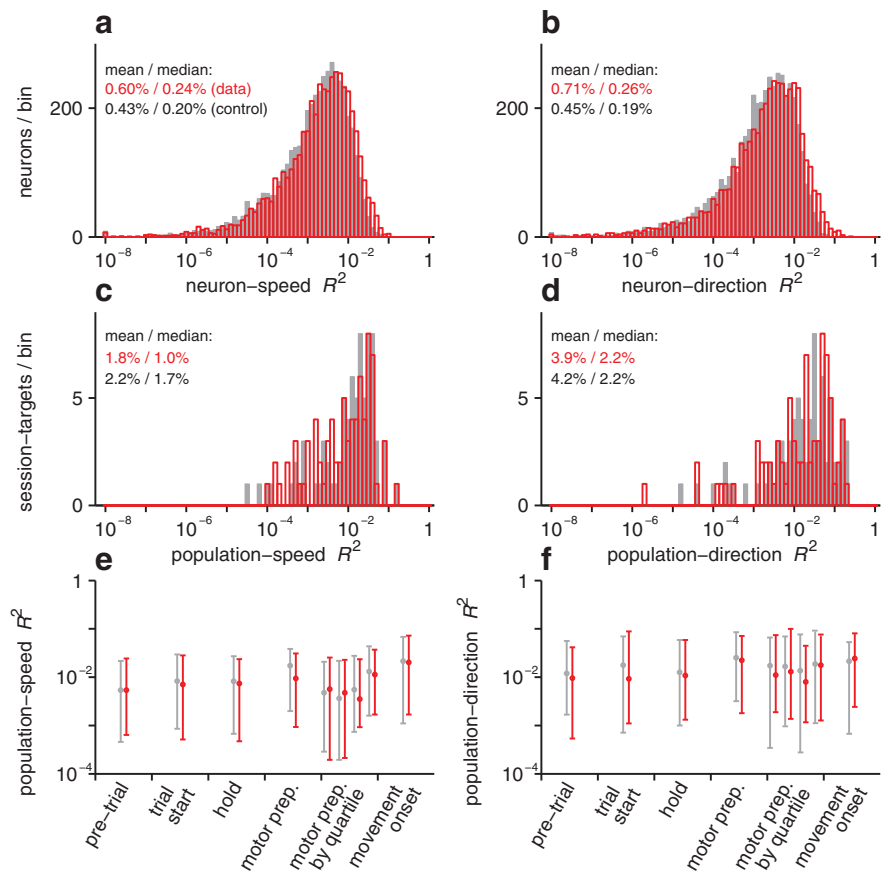 a
neurons / bin
200
0
mean / median:
0.60% / 0.24% (data)
0.43% / 0.20% (control)
10−8
10−6
10−4
10−2
1
neuron−speed R2
b
200
0
mean / median:
0.71% / 0.26%
0.45% / 0.19%
10−8
10−6
10−4
10−2
1
neuron−direction R2
c
session−targets / bin
5
0
mean / median:
1.8% / 1.0%
2.2% / 1.7%
10−8
10−6
10−4
10−2
1
population−speed R2
d
5
0
mean / median:
3.9% / 2.2%
4.2% / 2.2%
10−8
10−6
10−4
10−2
1
population−direction R2
e
population−speed R2
1
10−2
10−4
pre−trial
trial
start
hold
motor prep.
motor prep.
by quartile
movement
onset
f
population−direction R2
1
10−2
10−4
pre−trial
trial
start
hold
motor prep.
motor prep.
by quartile
movement
onset